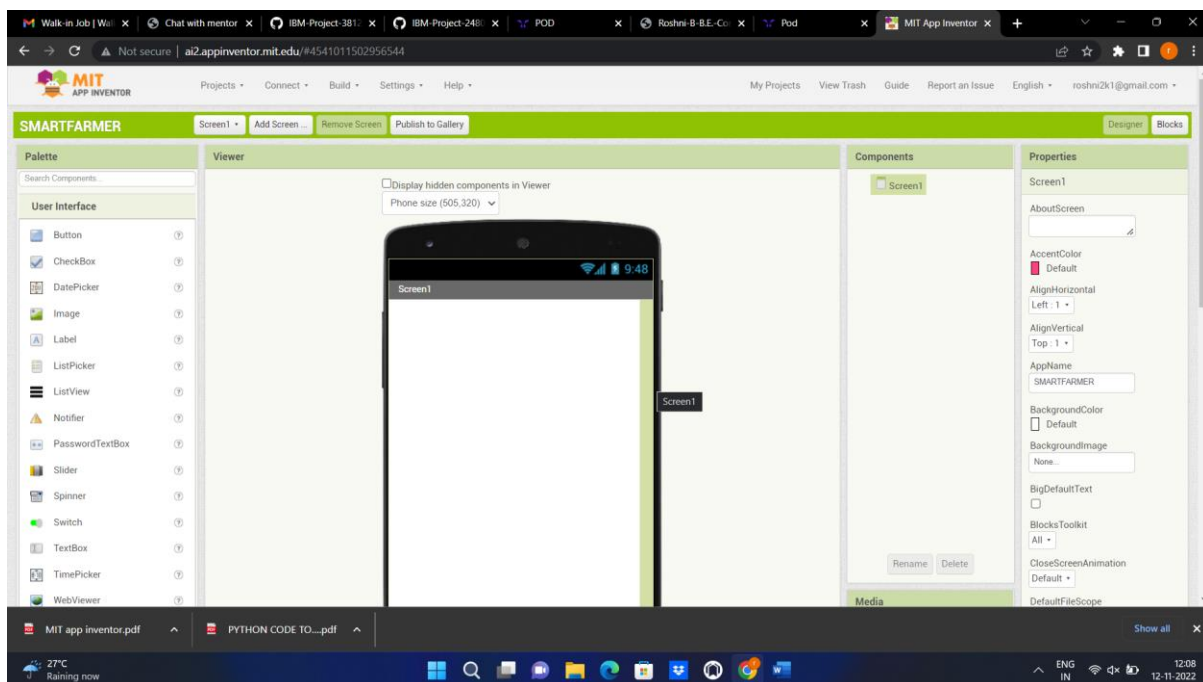 Walk-in Job | Wal
Chat with mentor
IBM-Project-3812
IBM-Project-2480
POD
Roshni-B-B.E.-Co
Pod
MIT App Inventor
Not secure | ai2.appinventor.mit.edu/#4541011502956544
MIT
APP INVENTOR
Projects Connect Build Settings Help
My Projects View Trash Guide Report an Issue English roshni2k1@gmail.com
SMARTFARMER
Screen1 Add Screen ... Remove Screen Publish to Gallery
Designer Blocks
Palette
Search Components...
User Interface
Button
CheckBox
DatePicker
Image
Label
ListPicker
ListView
Notifier
PasswordTextBox
Slider
Spinner
Switch
TextBox
TimePicker
WebViewer
Viewer
Display hidden components in Viewer
Phone size (505,320)
9:48
Screen1
Screen1
Components
Screen1
Rename Delete
Media
Properties
Screen1
AboutScreen
AccentColor
Default
AlignHorizontal
Left : 1
AlignVertical
Top : 1
AppName
SMARTFARMER
BackgroundColor
Default
BackgroundImage
None...
BigDefaultText
BlocksToolkit
All
CloseScreenAnimation
Default
DefaultFileScope
MIT app inventor.pdf
PYTHON CODE TO....pdf
Show all
27°C
Raining now
ENG
IN
12:08
12-11-2022